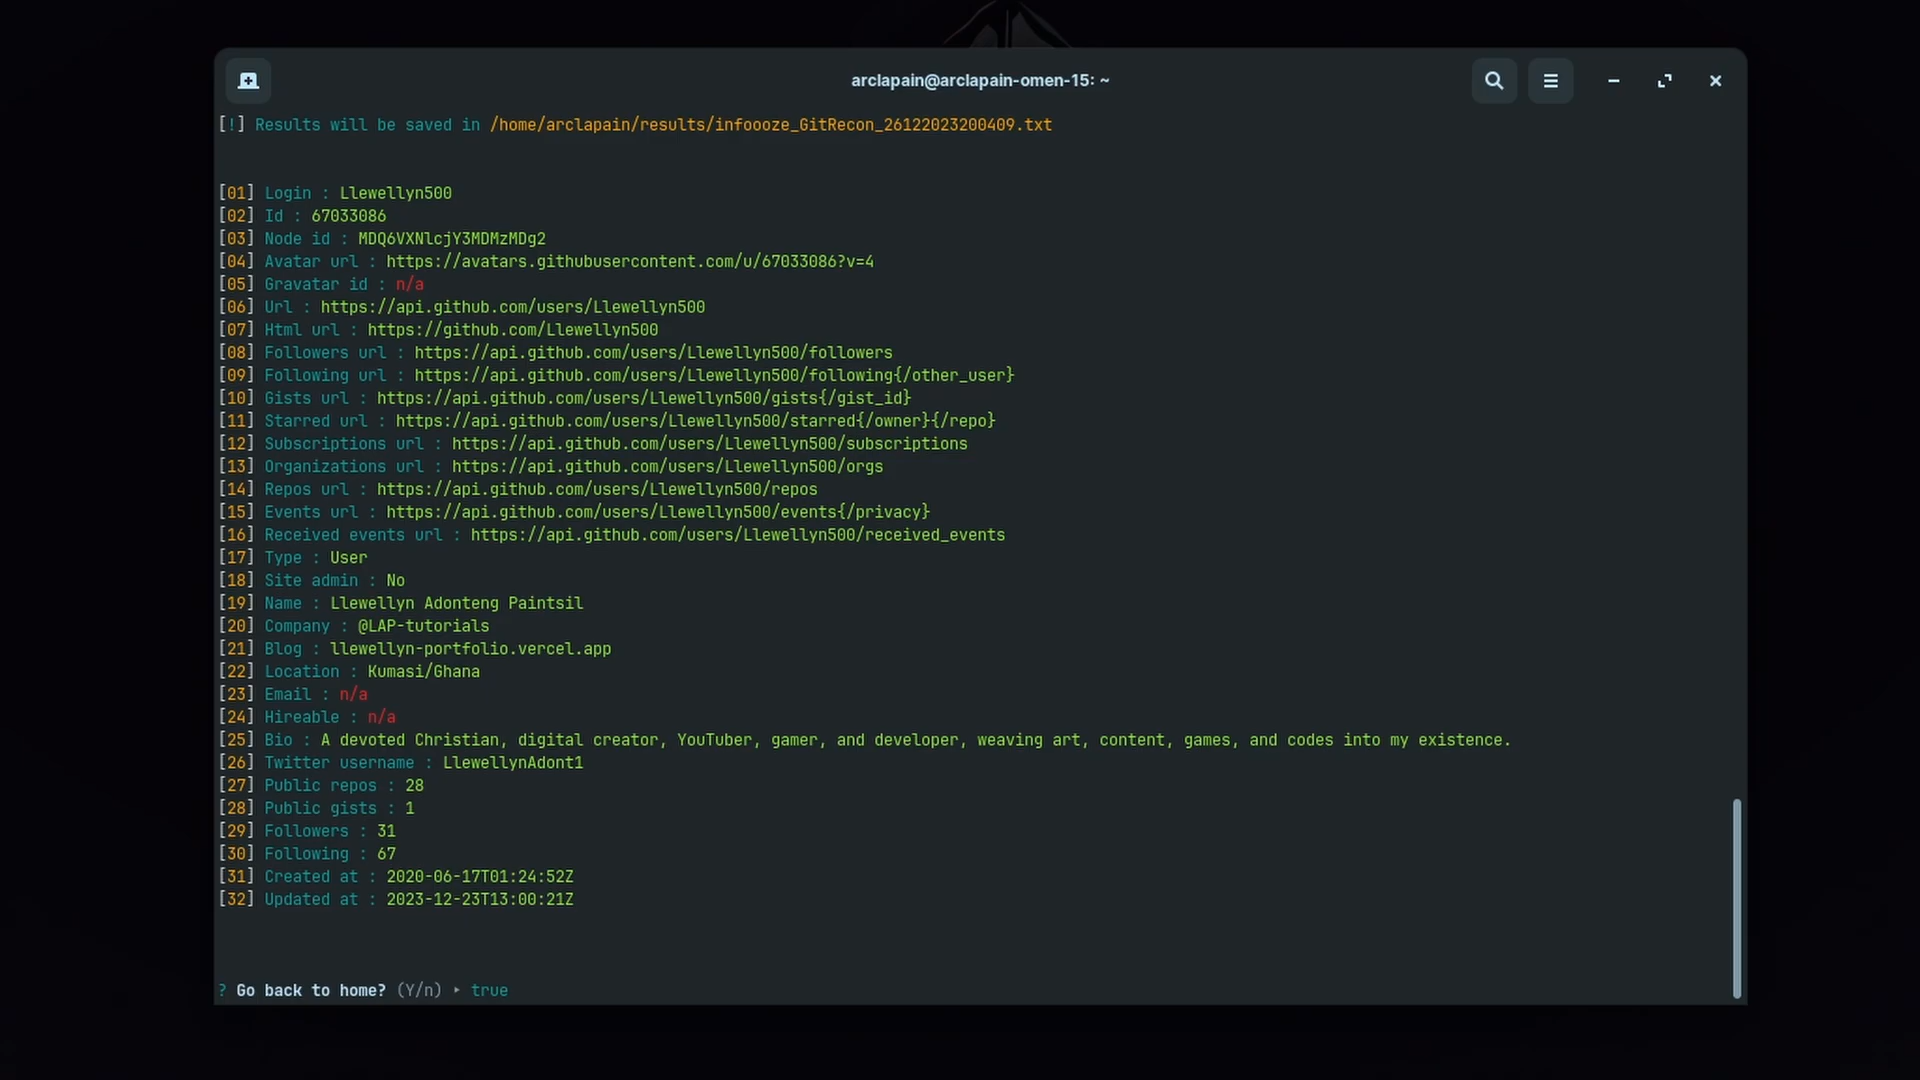 arclapain@arclapain-omen-15: ~
[!] Results will be saved in /home/arclapain/results/infoooze_GitRecon_26122023200409.txt
[01] Login : Llewellyn500
[02] Id : 67033086
[03] Node id : MDQ6VXNlcjY3MDMzMDg2
[04] Avatar url : https://avatars.githubusercontent.com/u/67033086?v=4
[05] Gravatar id : n/a
[06] Url : https://api.github.com/users/Llewellyn500
[07] Html url : https://github.com/Llewellyn500
[08] Followers url : https://api.github.com/users/Llewellyn500/followers
[09] Following url : https://api.github.com/users/Llewellyn500/following{/other_user}
[10] Gists url : https://api.github.com/users/Llewellyn500/gists{/gist_id}
[11] Starred url : https://api.github.com/users/Llewellyn500/starred{/owner}{/repo}
[12] Subscriptions url : https://api.github.com/users/Llewellyn500/subscriptions
[13] Organizations url : https://api.github.com/users/Llewellyn500/orgs
[14] Repos url : https://api.github.com/users/Llewellyn500/repos
[15] Events url : https://api.github.com/users/Llewellyn500/events{/privacy}
[16] Received events url : https://api.github.com/users/Llewellyn500/received_events
[17] Type : User
[18] Site admin : No
[19] Name : Llewellyn Adonteng Paintsil
[20] Company : @LAP-tutorials
[21] Blog : llewellyn-portfolio.vercel.app
[22] Location : Kumasi/Ghana
[23] Email : n/a
[24] Hireable : n/a
[25] Bio : A devoted Christian, digital creator, YouTuber, gamer, and developer, weaving art, content, games, and codes into my existence.
[26] Twitter username : LlewellynAdont1
[27] Public repos : 28
[28] Public gists : 1
[29] Followers : 31
[30] Following : 67
[31] Created at : 2020-06-17T01:24:52Z
[32] Updated at : 2023-12-23T13:00:21Z
? Go back to home? (Y/n) ‣ true